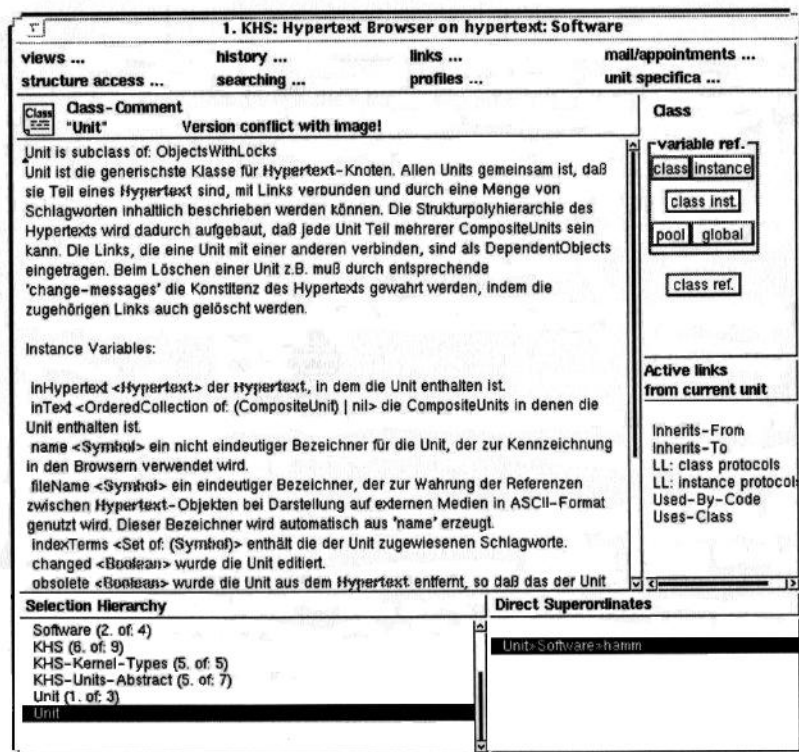 1. KHS: Hypertext Browser on hypertext: Software
views ... history ... links ... mail/appointments ...
structure access ... searching ... profiles ... unit specifica ...
Class
Class-Comment
"Unit" Version conflict with image!
Unit is subclass of: ObjectsWithLocks
Unit ist die generischste Klasse für Hypertext-Knoten. Allen Units gemeinsam ist, daß
sie Teil eines Hypertext sind, mit Links verbunden und durch eine Menge von
Schlagworten inhaltlich beschrieben werden können. Die Strukturpolyhierarchie des
Hypertexts wird dadurch aufgebaut, daß jede Unit Teil mehrerer CompositeUnits sein
kann. Die Links, die eine Unit mit einer anderen verbinden, sind als DependentObjects
eingetragen. Beim Löschen einer Unit z.B. muß durch entsprechende
'change-messages' die Konstitenz des Hypertexts gewahrt werden, indem die
zugehörigen Links auch gelöscht werden.
Instance Variables:
inHypertext <Hypertext> der Hypertext, in dem die Unit enthalten ist.
inText <OrderedCollection of: (CompositeUnit) | nil> die CompositeUnits in denen die
Unit enthalten ist.
name <Symbol> ein nicht eindeutiger Bezeichner für die Unit, der zur Kennzeichnung
in den Browsern verwendet wird.
fileName <Symbol> ein eindeutiger Bezeichner, der zur Wahrung der Referenzen
zwischen Hypertext-Objekten bei Darstellung auf externen Medien in ASCII-Format
genutzt wird. Dieser Bezeichner wird automatisch aus 'name' erzeugt.
indexTerms <Set of: (Symbol)> enthält die der Unit zugewiesenen Schlagworte.
changed <Boolean> wurde die Unit editiert.
obsolete <Boolean> wurde die Unit aus dem Hypertext entfernt, so daß das der Unit
Class
variable ref.
class instance
class inst.
pool global
class ref.
Active links
from current unit
Inherits-From
Inherits-To
LL: class protocols
LL: instance protocols
Used-By-Code
Uses-Class
Selection Hierarchy
Software (2. of: 4)
KHS (6. of: 9)
KHS-Kernel-Types (5. of: 5)
KHS-Units-Abstract (5. of: 7)
Unit (1. of: 3)
Unit
Direct Superordinates
Unit>Software>hamm